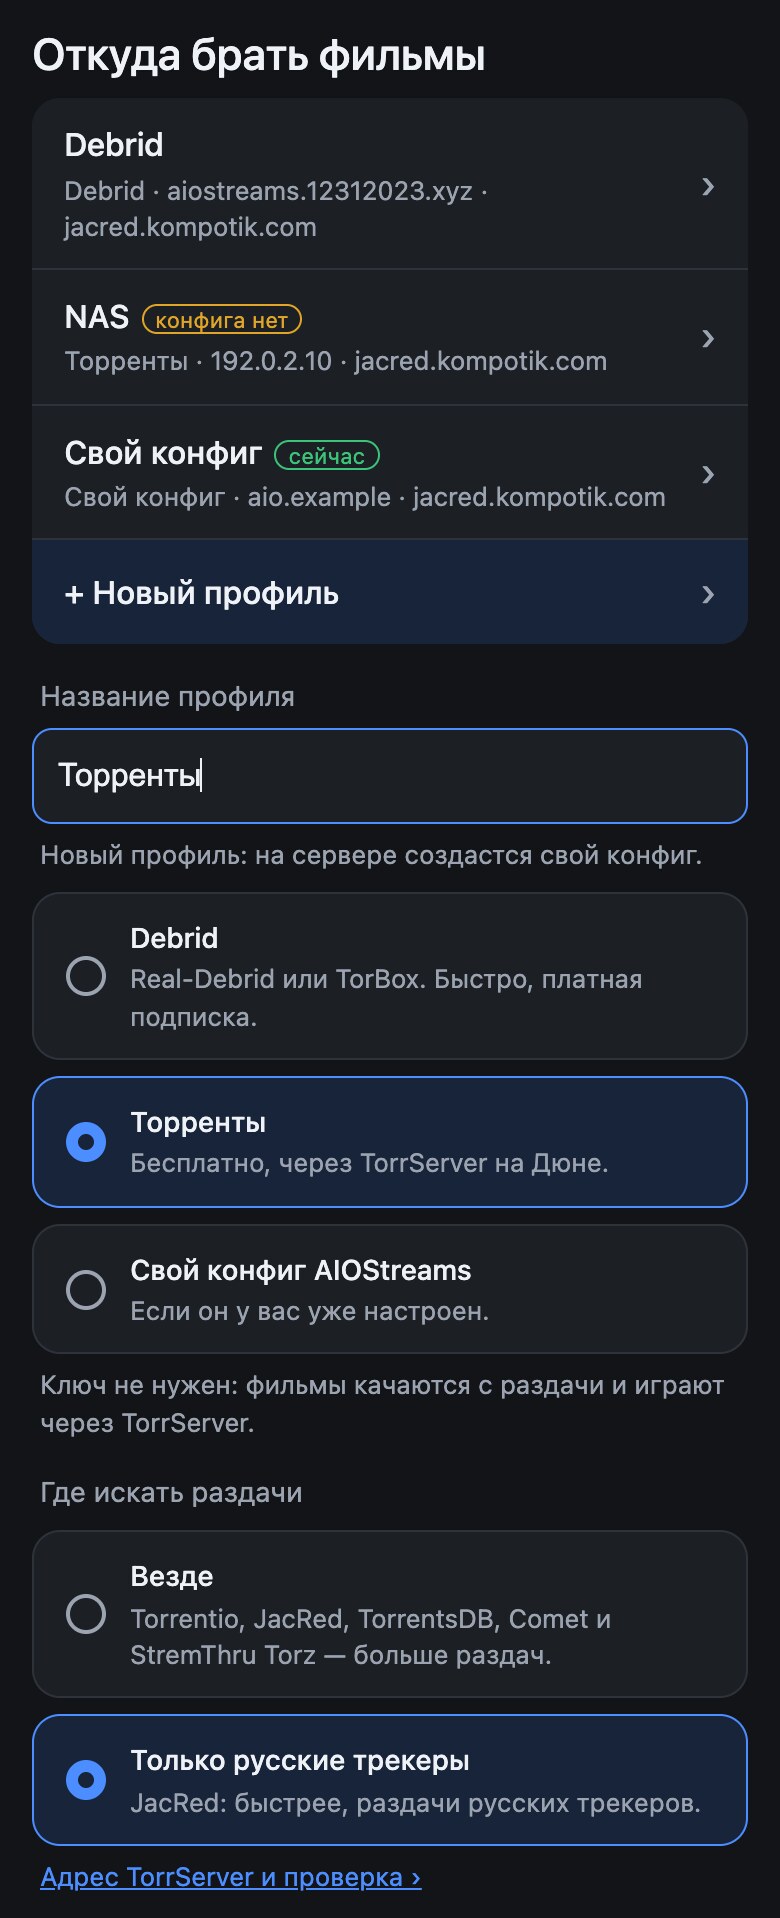 Откуда брать фильмы
Debrid
Debrid · aiostreams.12312023.xyz ·
jacred.kompotik.com
›
NAS конфига нет
Торренты · 192.0.2.10 · jacred.kompotik.com
›
Свой конфиг сейчас
Свой конфиг · aio.example · jacred.kompotik.com
›
+ Новый профиль ›
Название профиля
Торренты
Новый профиль: на сервере создастся свой конфиг.
Debrid
Real-Debrid или TorBox. Быстро, платная
подписка.
Торренты
Бесплатно, через TorrServer на Дюне.
Свой конфиг AIOStreams
Если он у вас уже настроен.
Ключ не нужен: фильмы качаются с раздачи и играют
через TorrServer.
Где искать раздачи
Везде
Torrentio, JacRed, TorrentsDB, Comet и
StremThru Torz — больше раздач.
Только русские трекеры
JacRed: быстрее, раздачи русских трекеров.
Адрес TorrServer и проверка ›